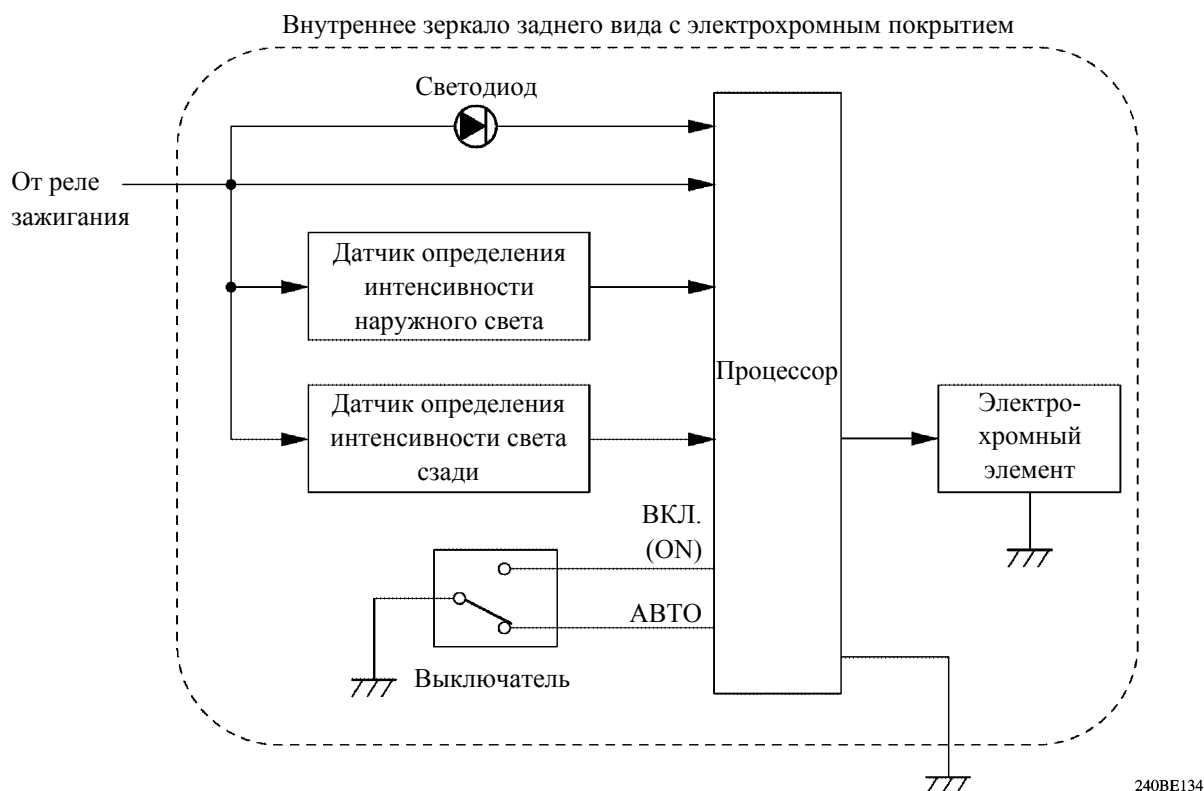 Внутреннее зеркало заднего вида с электрохромным покрытием
Светодиод
От реле
зажигания
Датчик определения
интенсивности
наружного света
Процессор
Датчик определения
интенсивности света
сзади
Электро-
хромный
элемент
ВКЛ.
(ON)
АВТО
Выключатель
240BE134